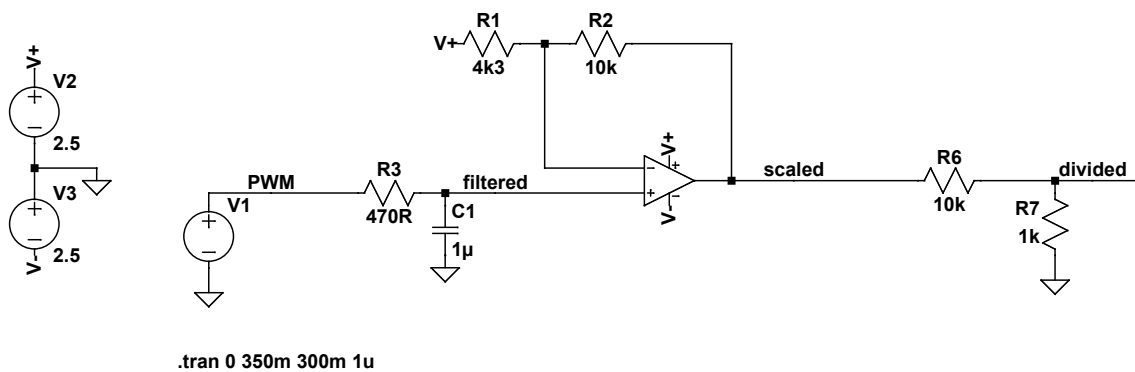 R1
R2
V+
4k3
10k
V+
V2
2.5
V3
2.5
V-
V1
PWM
R3
470R
filtered
C1
1µ
V+
V-
scaled
R6
10k
divided
R7
1k
.tran 0 350m 300m 1u